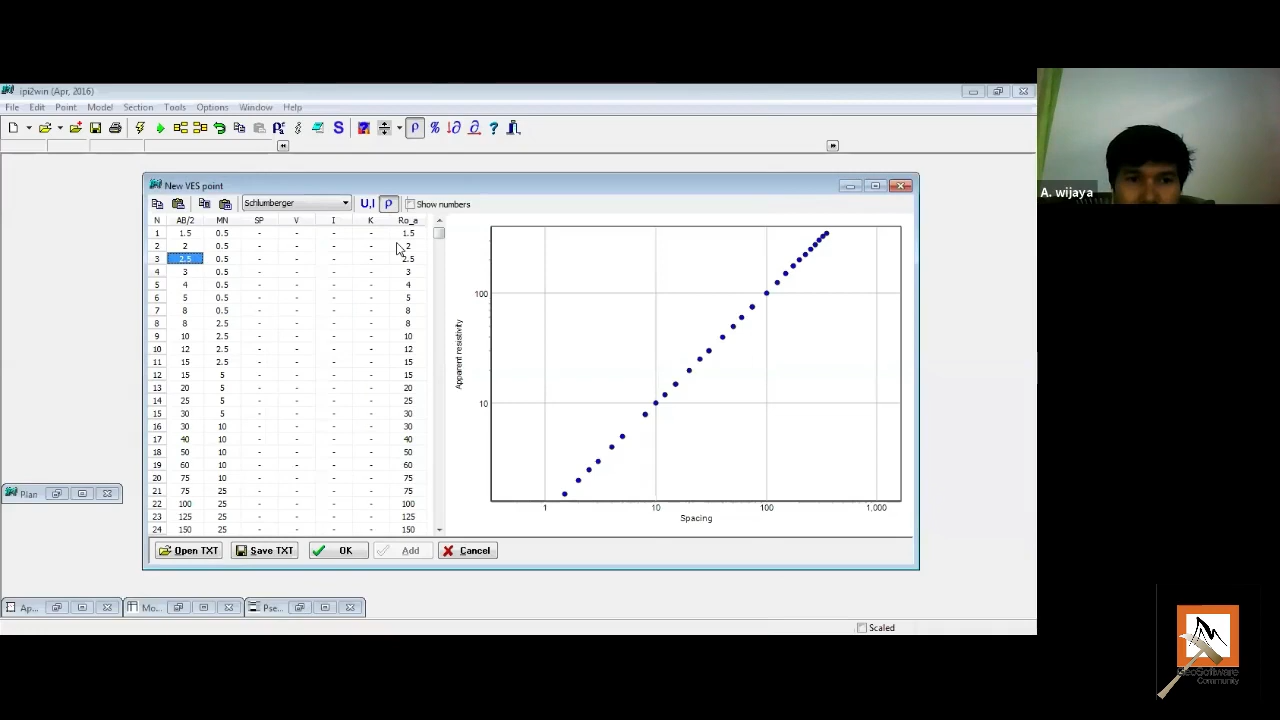 ipi2win (Apr, 2016)
File Edit Point Model Section Tools Options Window Help
A. wijaya
New VES point
Schlumberger U,I ρ Show numbers
N AB/2 MN SP V I K Ro_a
1 1.5 0.5 - - - - 1.5
2 2 0.5 - - - - 2
3 2.5 0.5 - - - - 2.5
4 3 0.5 - - - - 3
5 4 0.5 - - - - 4
6 5 0.5 - - - - 5
7 8 0.5 - - - - 8
8 8 2.5 - - - - 8
9 10 2.5 - - - - 10
10 12 2.5 - - - - 12
11 15 2.5 - - - - 15
12 15 5 - - - - 15
13 20 5 - - - - 20
14 25 5 - - - - 25
15 30 5 - - - - 30
16 30 10 - - - - 30
17 40 10 - - - - 40
18 50 10 - - - - 50
19 60 10 - - - - 60
20 75 10 - - - - 75
21 75 25 - - - - 75
22 100 25 - - - - 100
23 125 25 - - - - 125
24 150 25 - - - - 150
Apparent resistivity
100
10
1 10 100 1,000
Spacing
Open TXT Save TXT OK Add Cancel
Plan
Ap... Mo... Pse...
Scaled
GeoSoftware
Community